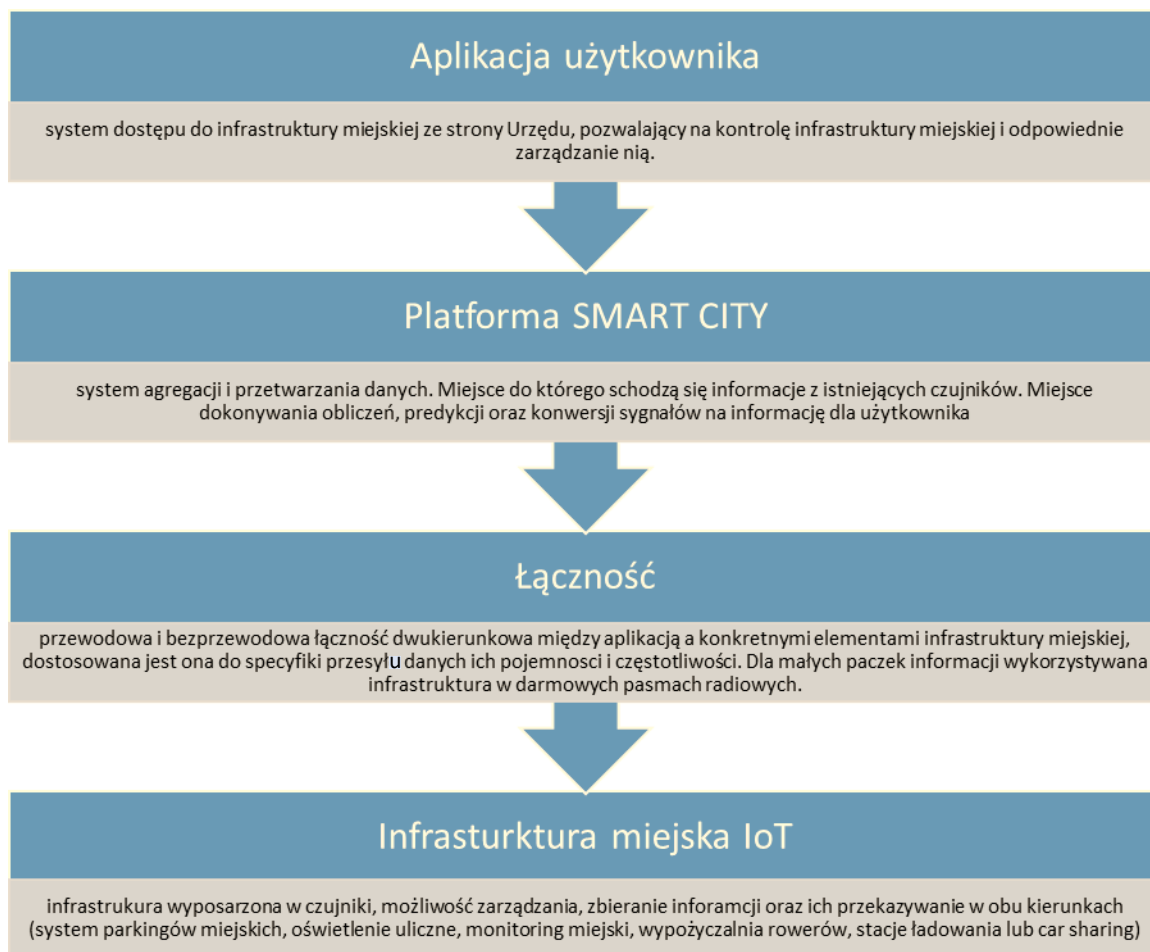 Aplikacja użytkownika
system dostępu do infrastruktury miejskiej ze strony Urzędu, pozwalający na kontrolę infrastruktury miejskiej i odpowiednie
zarządzanie nią.
Platforma SMART CITY
system agregacji i przetwarzania danych. Miejsce do którego schodzą się informacje z istniejących czujników. Miejsce
dokonywania obliczeń, predykcji oraz konwersji sygnałów na informację dla użytkownika
Łączność
przewodowa i bezprzewodowa łączność dwukierunkowa między aplikacją a konkretnymi elementami infrastruktury miejskiej,
dostosowana jest ona do specyfiki przesyłu danych ich pojemnosci i częstotliwości. Dla małych paczek informacji wykorzystywana
infrastruktura w darmowych pasmach radiowych.
Infrasturktura miejska IoT
infrastrukura wyposarzona w czujniki, możliwość zarządzania, zbieranie inforamcji oraz ich przekazywanie w obu kierunkach
(system parkingów miejskich, oświetlenie uliczne, monitoring miejski, wypożyczalnia rowerów, stacje ładowania lub car sharing)